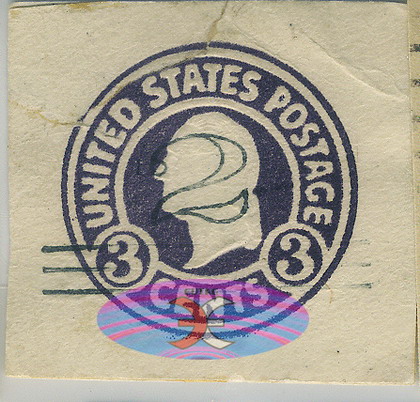 UNITED STATES POSTAGE
2
3 3
CENTS